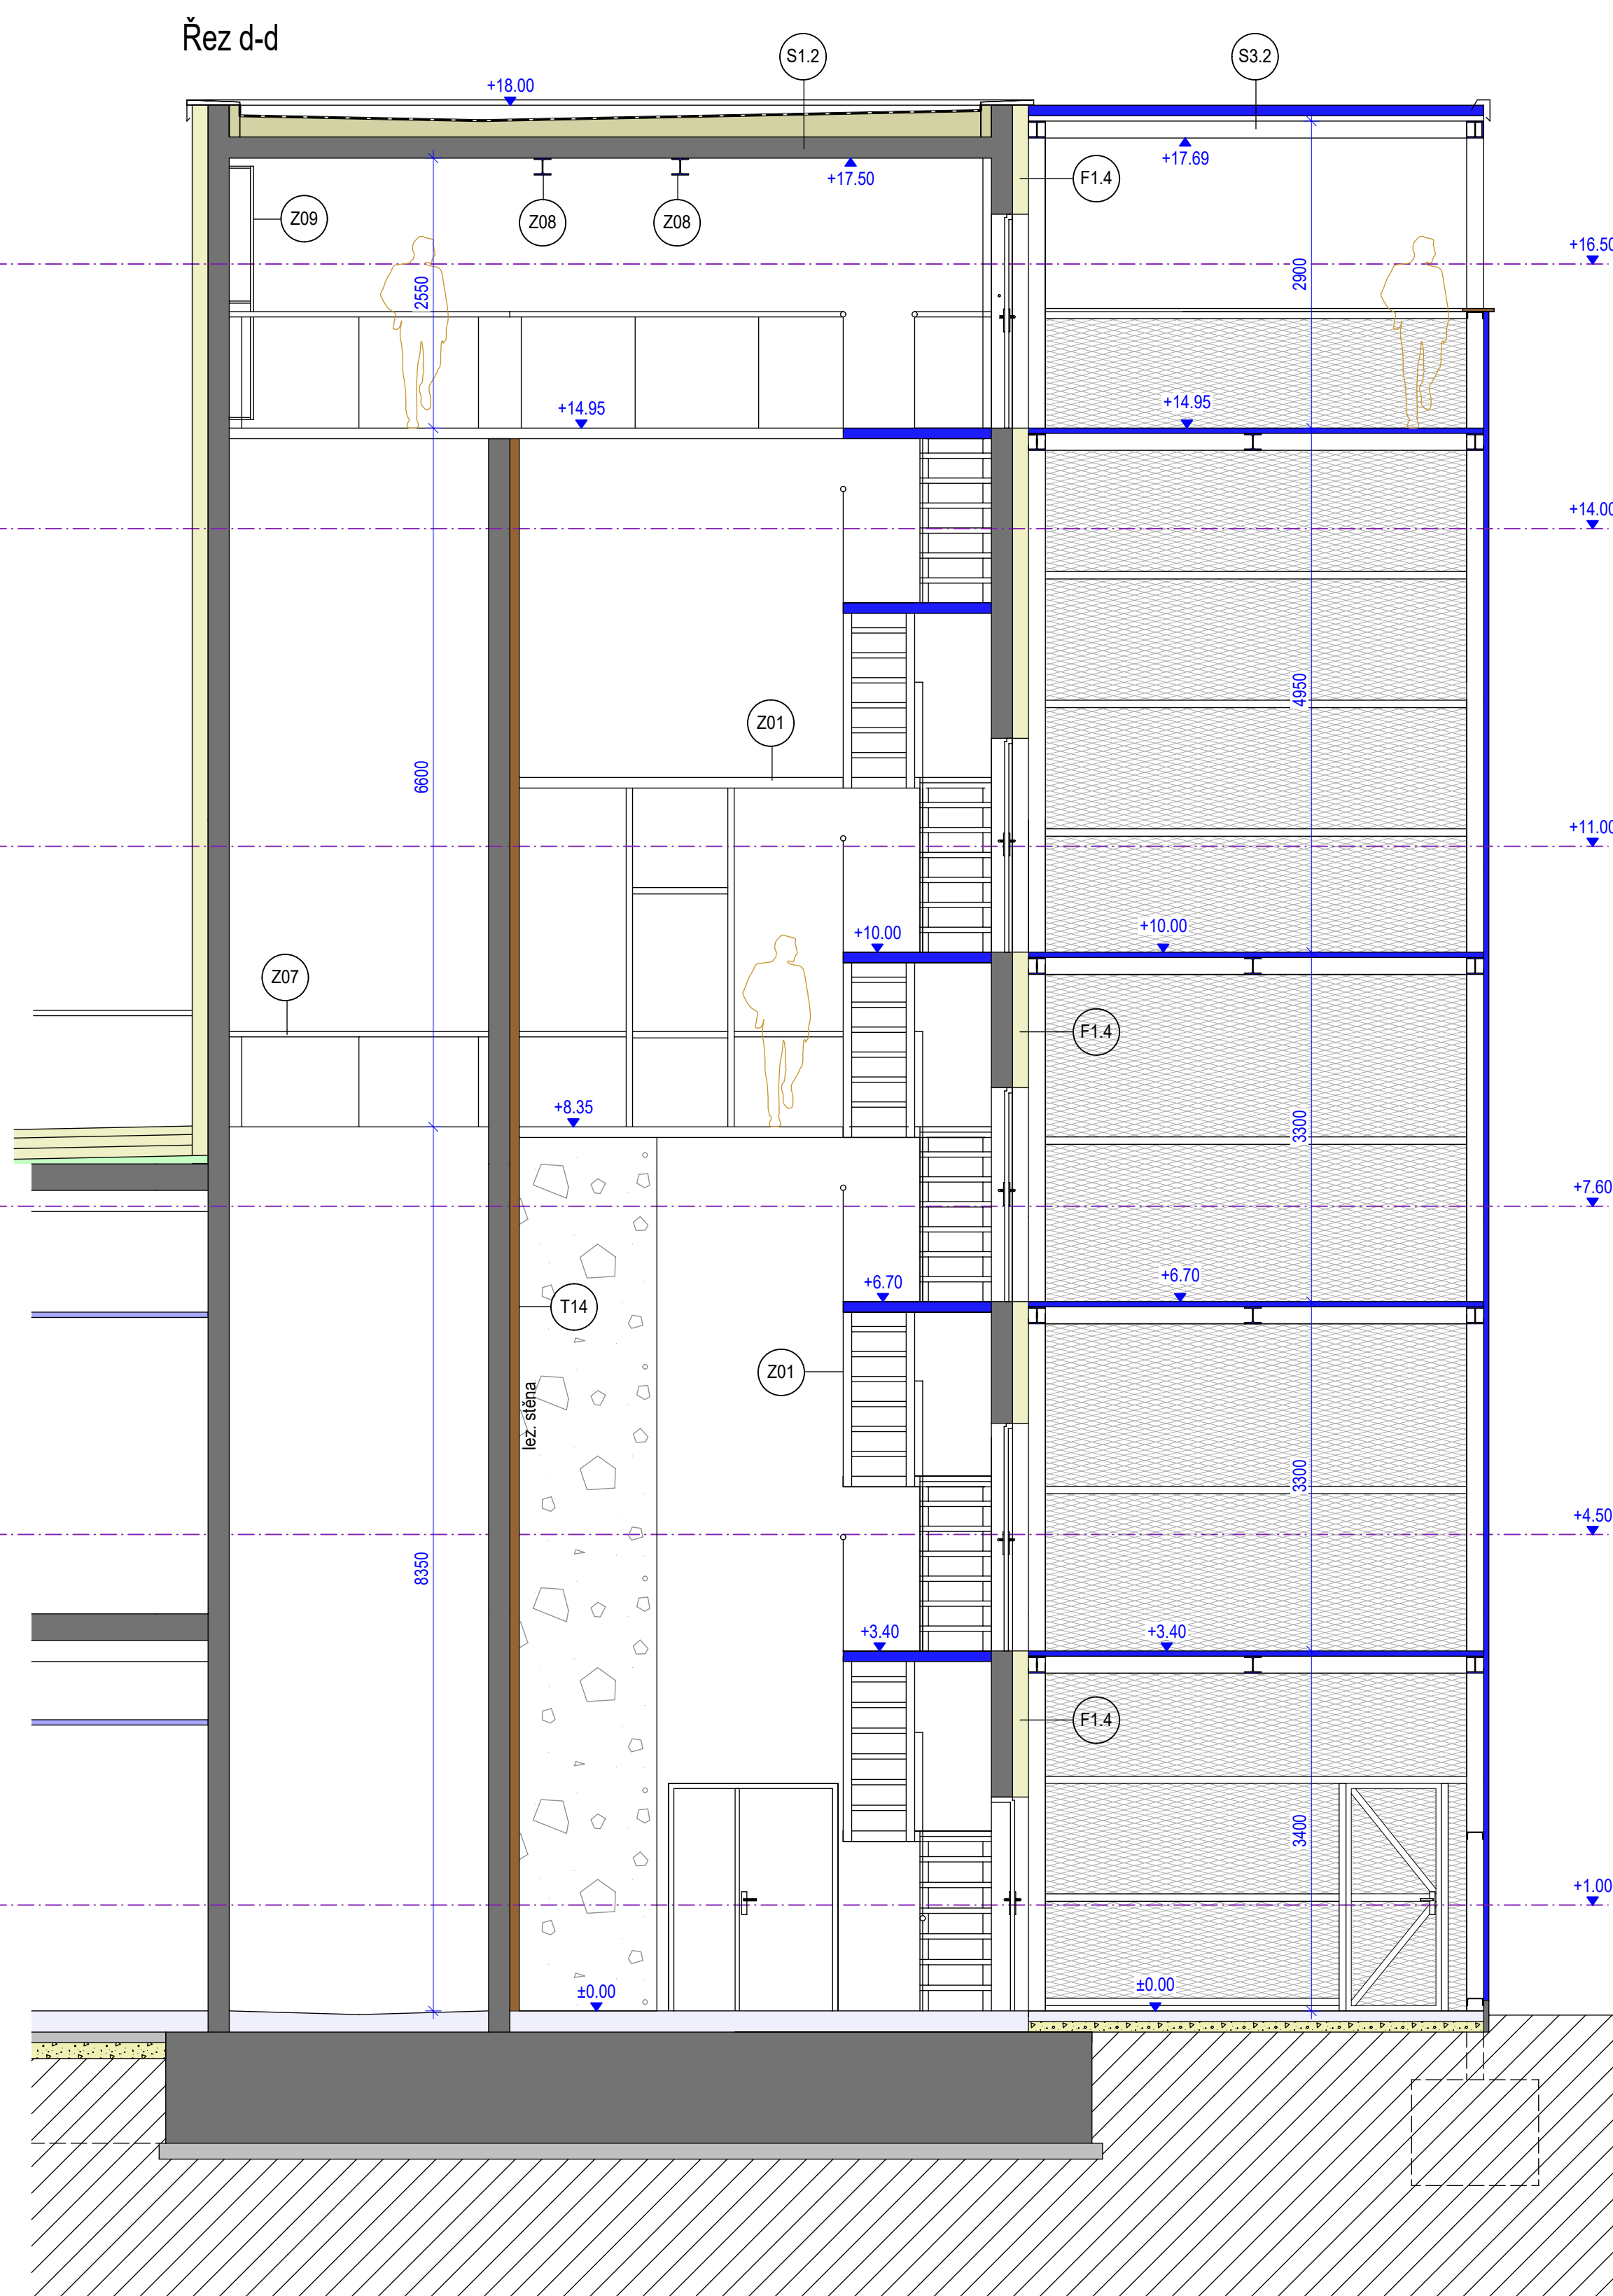 Řez d-d
S1.2
S3.2
+18.00
+17.69
F1.4
+17.50
Z09
Z08
Z08
+16.50
2550
2900
+14.95
+14.95
+14.00
4950
Z01
6600
+11.00
+10.00
+10.00
Z07
F1.4
+8.35
3300
+7.60
+6.70
+6.70
T14
Z01
lez. stěna
3300
+4.50
8350
+3.40
+3.40
F1.4
3400
+1.00
±0.00
±0.00